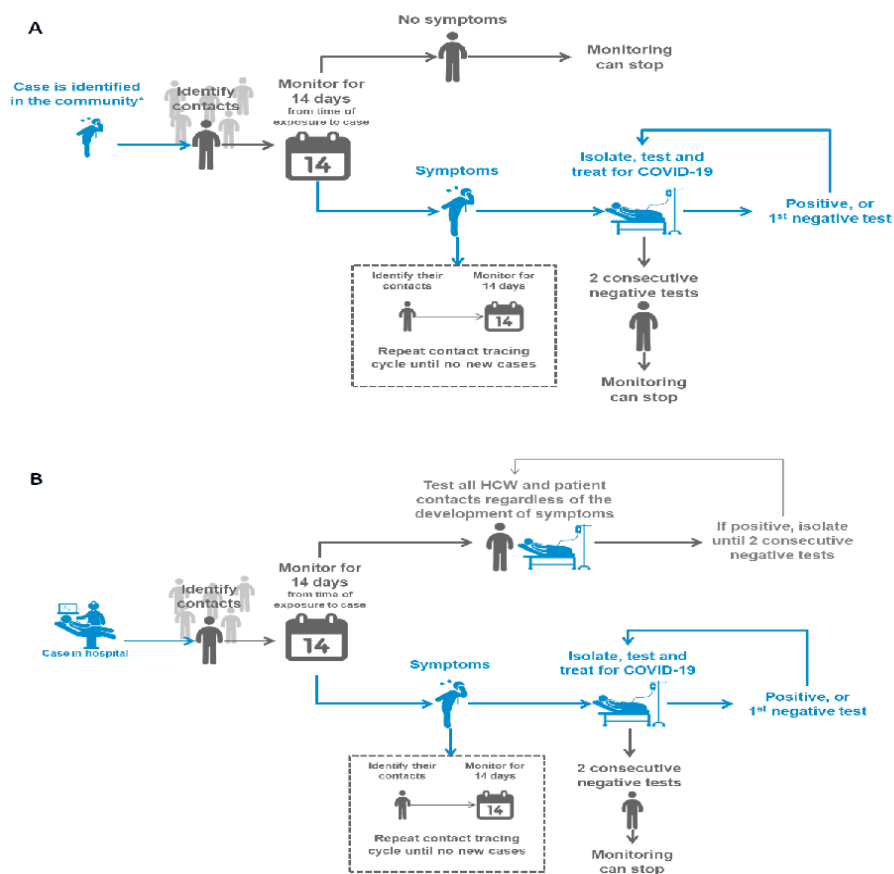 A
No symptoms
Monitoring
can stop
Case is identified
in the community*
Identify
contacts
Monitor for
14 days
from time of
exposure to case
14
Symptoms
Isolate, test and
treat for COVID-19
Positive, or
1st negative test
Identify their
contacts
Monitor for
14 days
14
Repeat contact tracing
cycle until no new cases
2 consecutive
negative tests
Monitoring
can stop
B
Test all HCW and patient
contacts regardless of the
development of symptoms
If positive, isolate
until 2 consecutive
negative tests
Case in hospital
Identify
contacts
Monitor for
14 days
from time of
exposure to case
14
Symptoms
Isolate, test and
treat for COVID-19
Positive, or
1st negative test
Identify their
contacts
Monitor for
14 days
14
Repeat contact tracing
cycle until no new cases
2 consecutive
negative tests
Monitoring
can stop